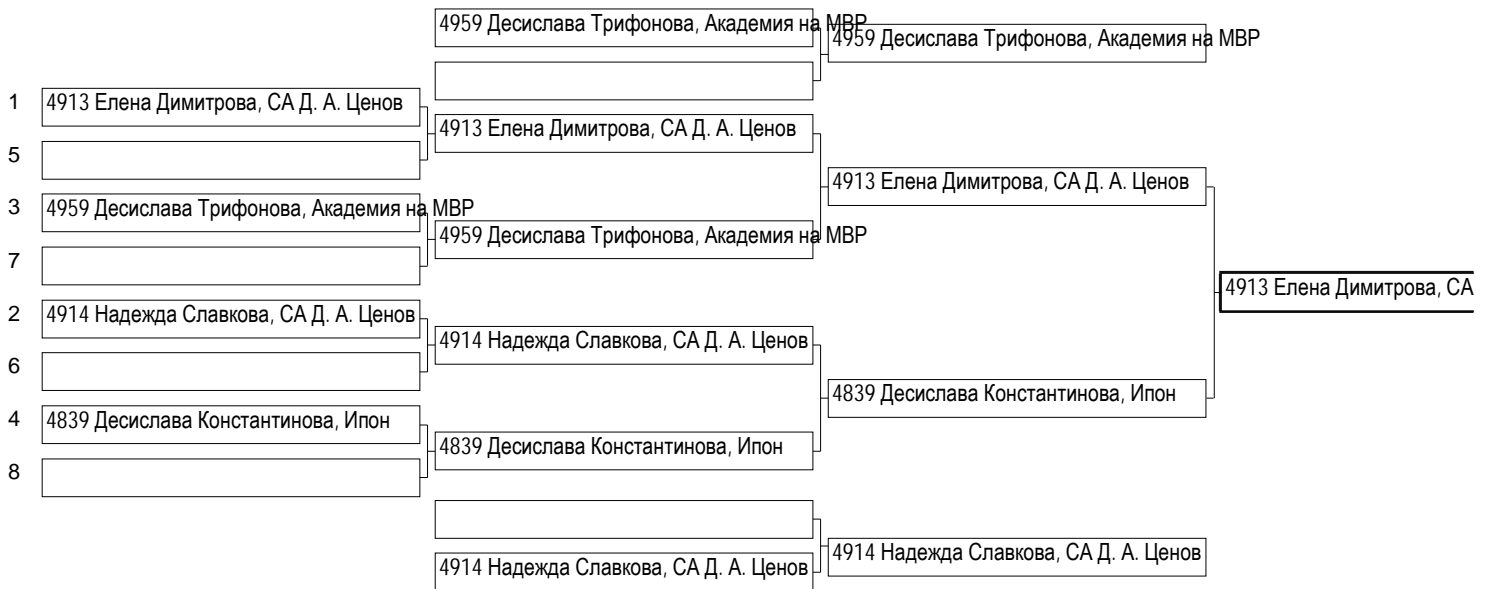 4959 Десислава Трифонова, Академия на МВР
4959 Десислава Трифонова, Академия на МВР
1 4913 Елена Димитрова, СА Д. А. Ценов
4913 Елена Димитрова, СА Д. А. Ценов
5
4913 Елена Димитрова, СА Д. А. Ценов
3 4959 Десислава Трифонова, Академия на МВР
4959 Десислава Трифонова, Академия на МВР
7
4913 Елена Димитрова, СА
2 4914 Надежда Славкова, СА Д. А. Ценов
4914 Надежда Славкова, СА Д. А. Ценов
6
4839 Десислава Константинова, Ипон
4 4839 Десислава Константинова, Ипон
4839 Десислава Константинова, Ипон
8
4914 Надежда Славкова, СА Д. А. Ценов
4914 Надежда Славкова, СА Д. А. Ценов